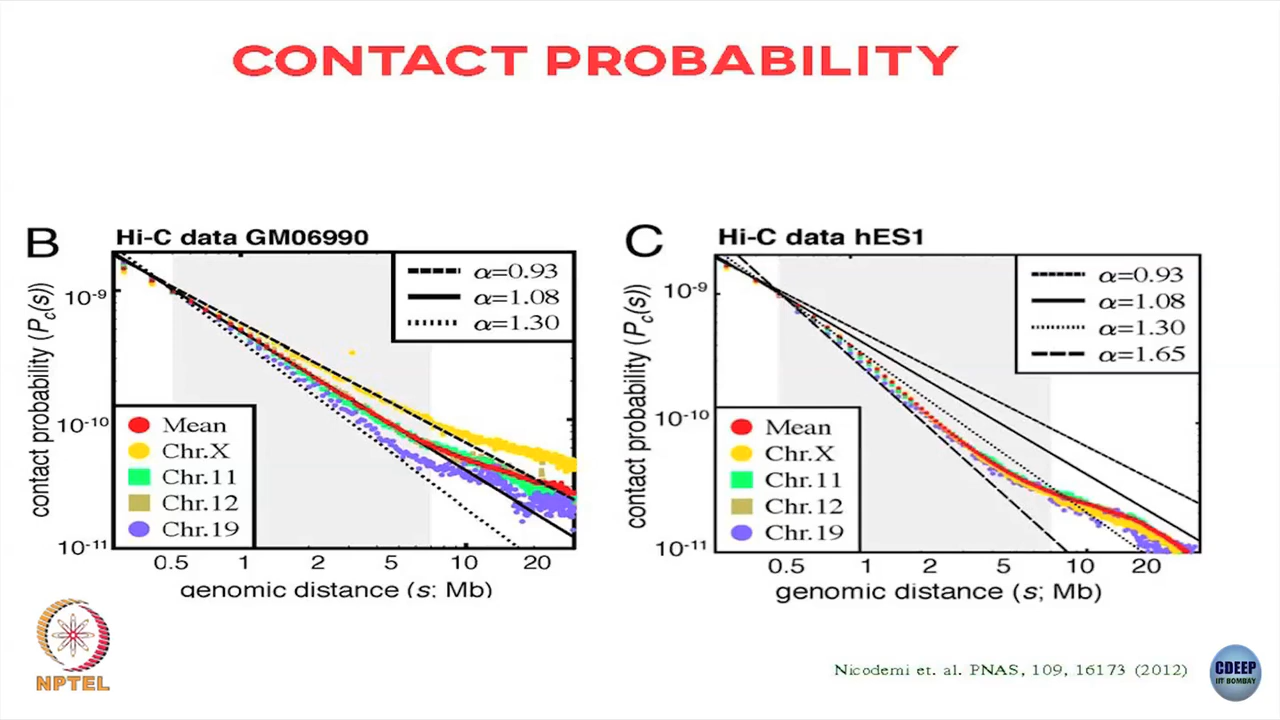 CONTACT PROBABILITY
B
Hi-C data GM06990
contact probability (Pc(s))
10-9
10-10
10-11
α=0.93
α=1.08
α=1.30
Mean
Chr.X
Chr.11
Chr.12
Chr.19
0.5 1 2 5 10 20
genomic distance (s; Mb)
C
Hi-C data hES1
contact probability (Pc(s))
10-9
10-10
10-11
α=0.93
α=1.08
α=1.30
α=1.65
Mean
Chr.X
Chr.11
Chr.12
Chr.19
0.5 1 2 5 10 20
genomic distance (s; Mb)
NPTEL
Nicodemi et. al. PNAS, 109, 16173 (2012)
CDEEP
IIT BOMBAY